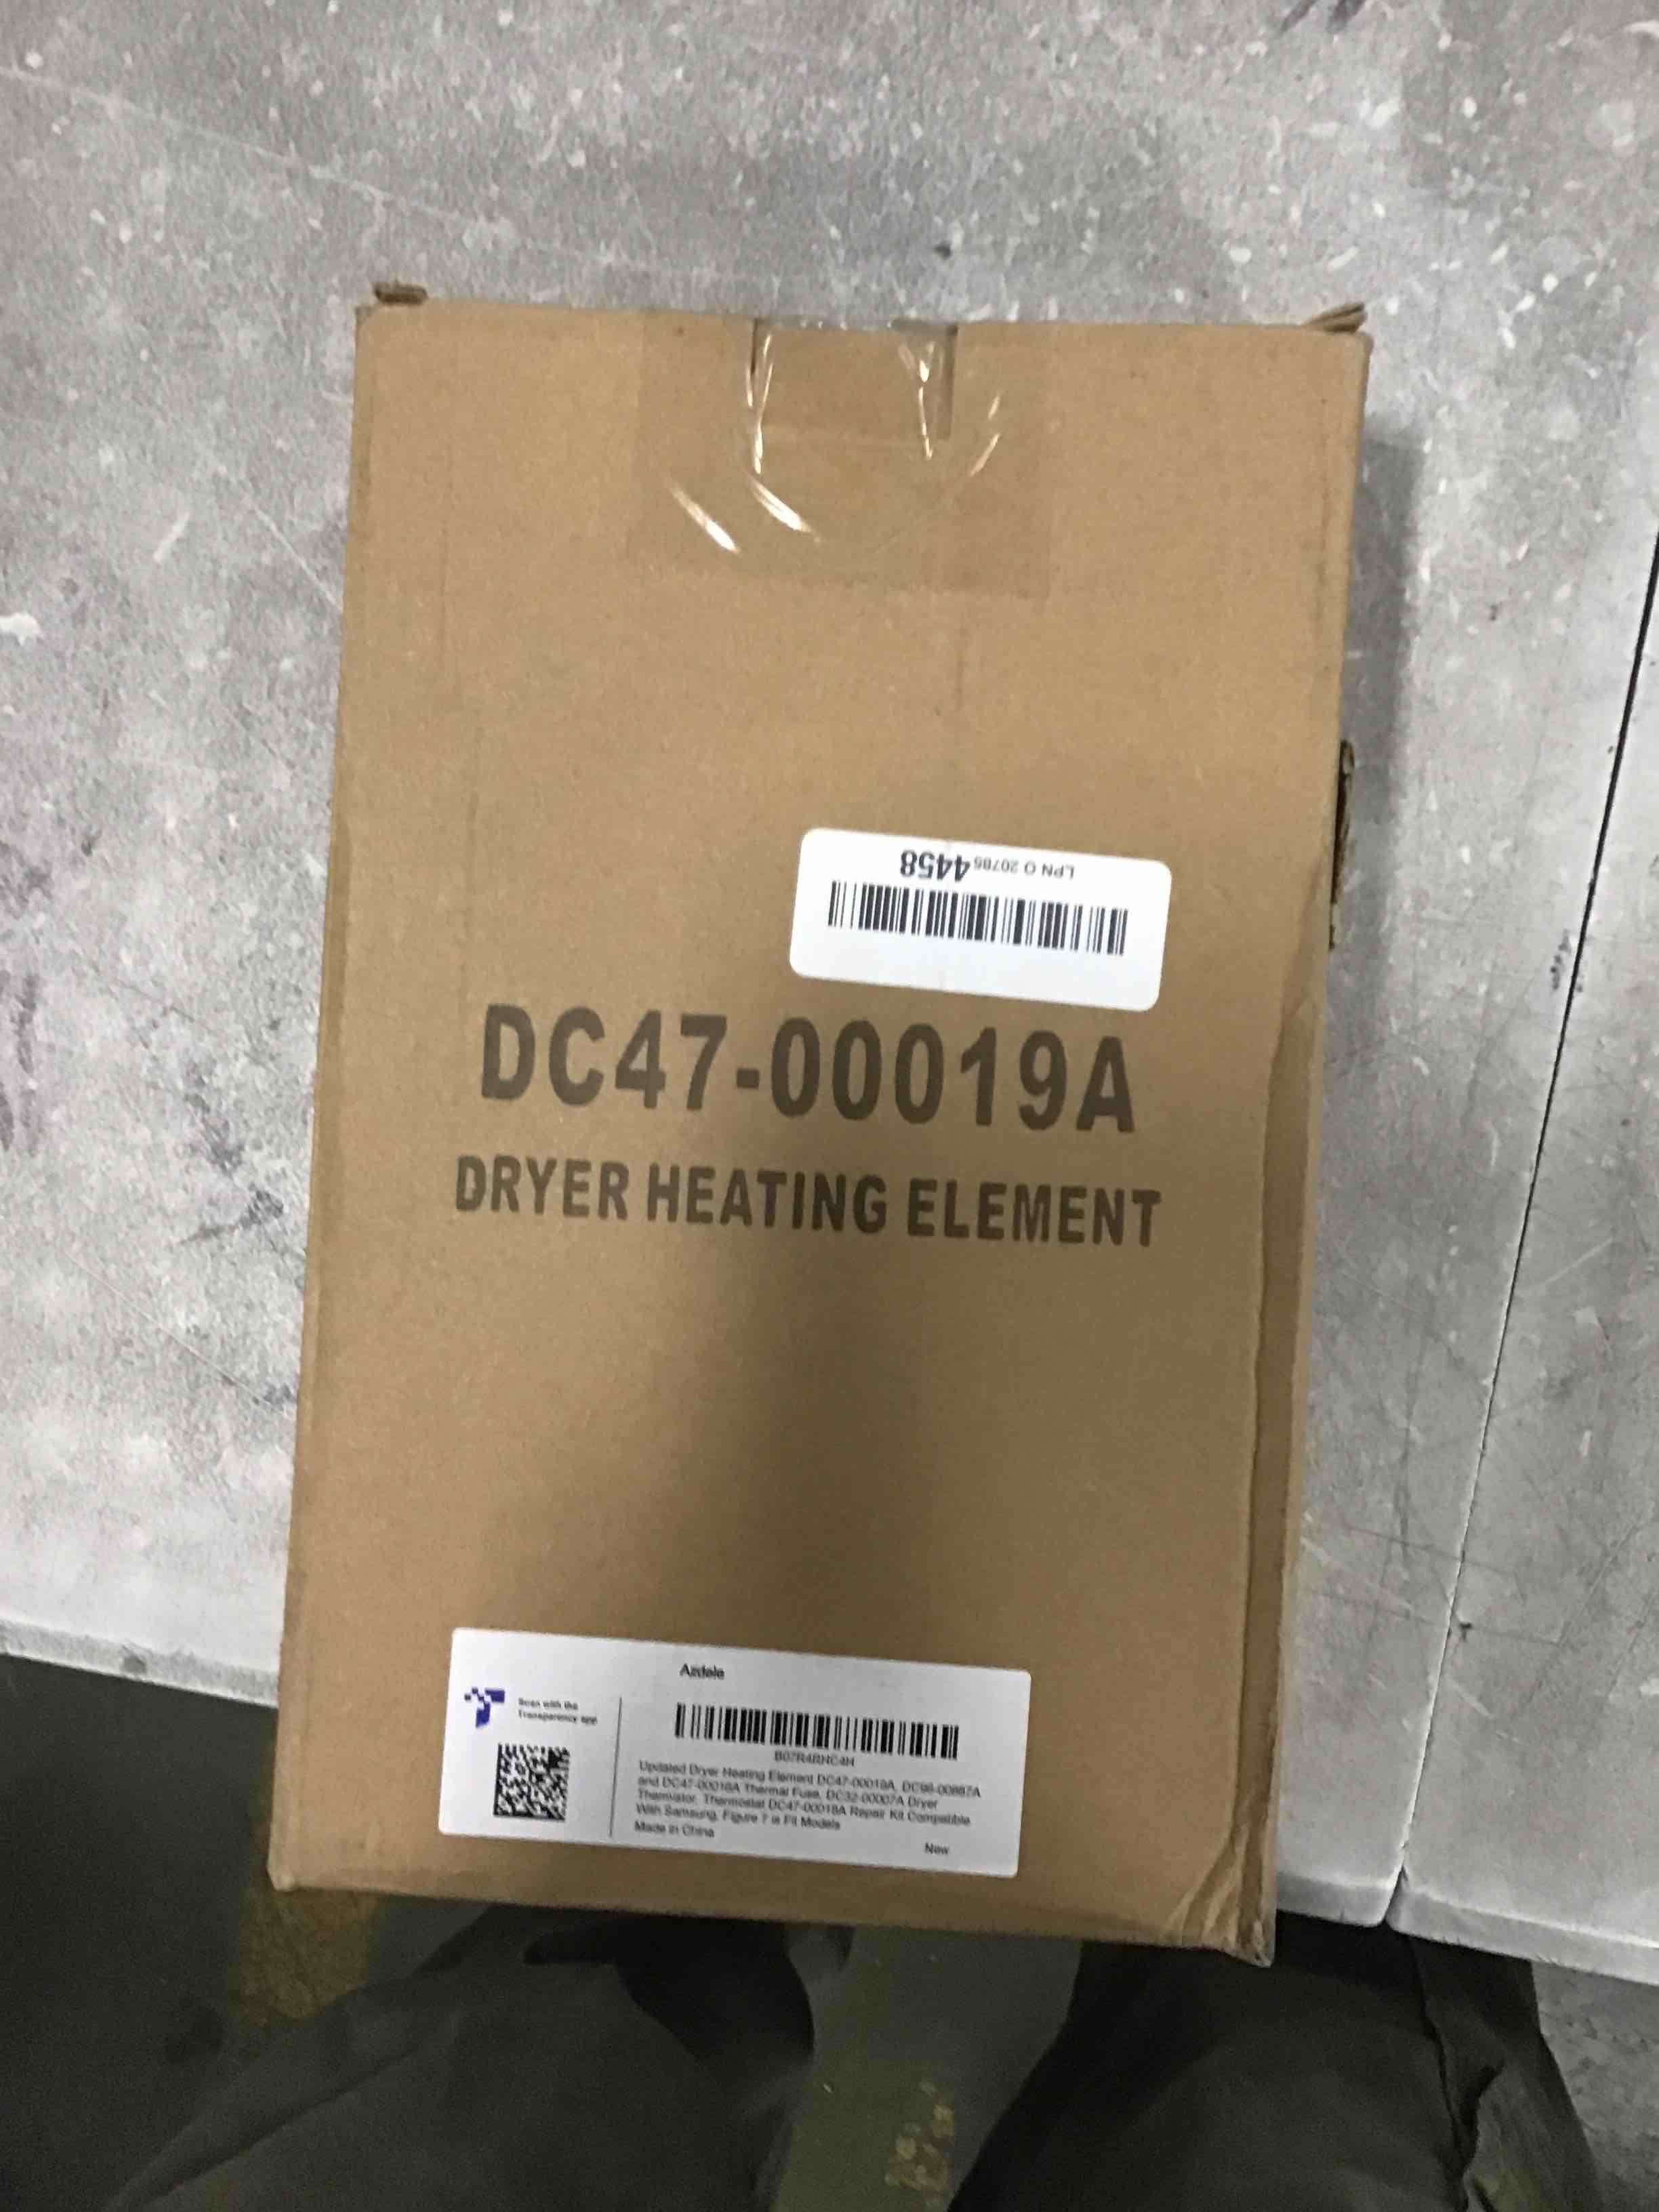 LPN O 20785 4458
DC47-00019A
DRYER HEATING ELEMENT
Azdele
Scan with the
Transparency app
B07R4RHC4H
Updated Dryer Heating Element DC47-00019A, DC96-00887A
and DC47-00016A Thermal Fuse, DC32-00007A Dryer
Thermistor, Thermostat DC47-00018A Repair Kit Compatible
With Samsung, Figure 7 is Fit Models
Made in China
New